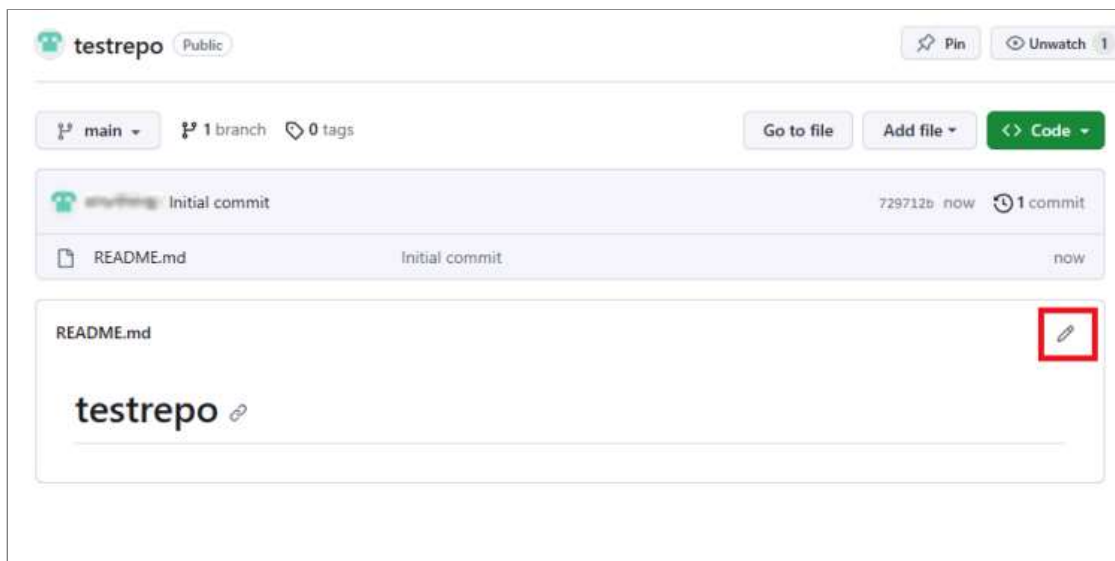 testrepo Public Pin Unwatch 1
main 1 branch 0 tags Go to file Add file <> Code
Initial commit 729712b now 1 commit
README.md Initial commit now
README.md
testrepo